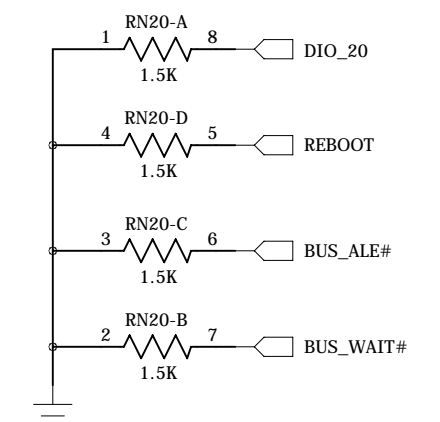 RN20-A
1 8 DIO_20
1.5K
RN20-D
4 5 REBOOT
1.5K
RN20-C
3 6 BUS_ALE#
1.5K
RN20-B
2 7 BUS_WAIT#
1.5K